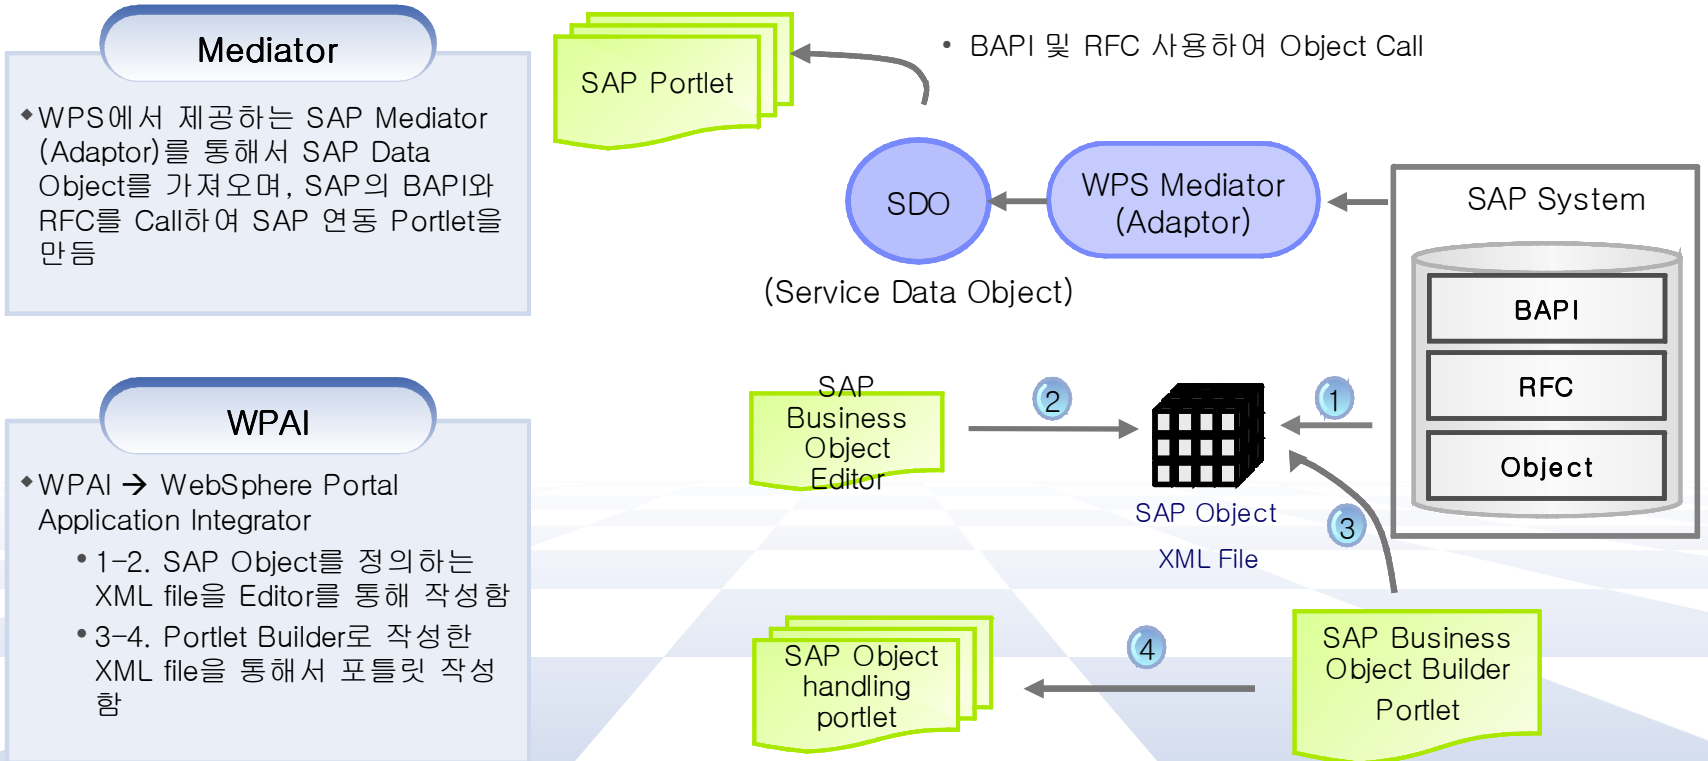 Mediator
WPS에서 제공하는 SAP Mediator
(Adaptor)를 통해서 SAP Data
Object를 가져오며, SAP의 BAPI와
RFC를 Call하여 SAP 연동 Portlet을
만듬
SAP Portlet
• BAPI 및 RFC 사용하여 Object Call
SDO
(Service Data Object)
WPS Mediator
(Adaptor)
SAP System
BAPI
RFC
Object
WPAI
WPAI → WebSphere Portal
Application Integrator
• 1-2. SAP Object를 정의하는
XML file을 Editor를 통해 작성함
• 3-4. Portlet Builder로 작성한
XML file을 통해서 포틀릿 작성
함
SAP
Business
Object
Editor
2
1
SAP Object
XML File
3
SAP Object
handling
portlet
4
SAP Business
Object Builder
Portlet